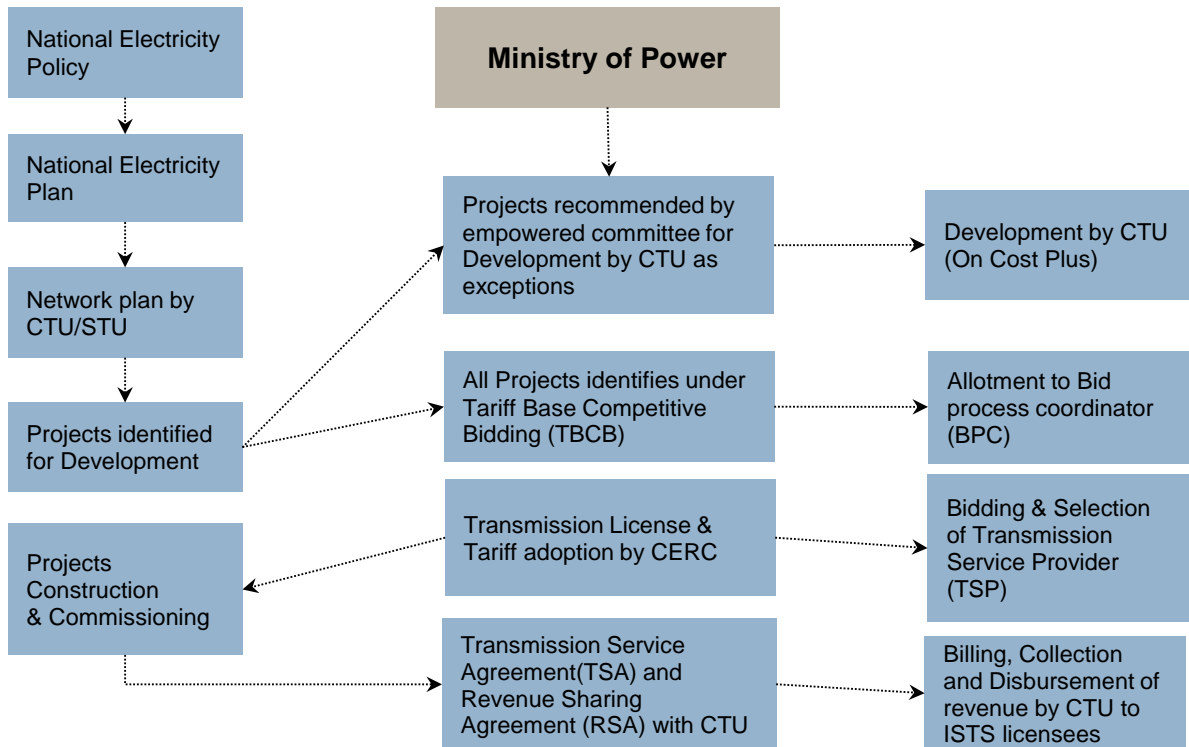 National Electricity
Policy
National Electricity
Plan
Network plan by
CTU/STU
Projects identified
for Development
Projects
Construction
& Commissioning
Ministry of Power
Projects recommended by
empowered committee for
Development by CTU as
exceptions
All Projects identifies under
Tariff Base Competitive
Bidding (TBCB)
Transmission License &
Tariff adoption by CERC
Transmission Service
Agreement(TSA) and
Revenue Sharing
Agreement (RSA) with CTU
Development by CTU
(On Cost Plus)
Allotment to Bid
process coordinator
(BPC)
Bidding & Selection
of Transmission
Service Provider
(TSP)
Billing, Collection
and Disbursement of
revenue by CTU to
ISTS licensees